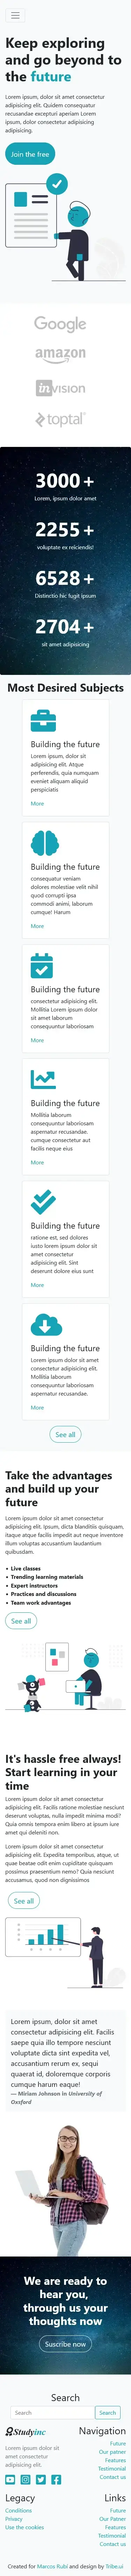 Keep exploring
and go beyond to
the future
Lorem, ipsum, dolor sit amet consectetur
adipisicing elit. Quidem consequatur
recusandae excepturi aperiam Lorem
ipsum, dolor consectetur adipisicing
adipiscing.
Join the free
Google
amazon
invision
toptal
3000 +
Lorem, ipsum dolor amet
2255 +
voluptate ex reiciendis!
6528 +
Distinctio hic fugit ipsum
2704 +
sit amet adipisicing
Most Desired Subjects
Building the future
Lorem ipsum, dolor sit
adipisicing elit. Atque
perferendis, quia numquam
eveniet aliquam aliquid
perspiciatis
More
Building the future
consequatur veniam
dolores molestiae velit nihil
quod corrupti ipsa
commodi animi, laborum
cumque! Harum
More
Building the future
consectetur adipisicing elit.
Mollitia Lorem ipsum dolor
sit amet laborum
consequuntur laboriosam
More
Building the future
Mollitia laborum
consequuntur laboriosam
aspernatur recusandae.
cumque consectetur aut
facilis neque eius
More
Building the future
ratione est, sed dolores
iusto lorem ipsum dolor sit
amet consectetur
adipisicing elit. Sint
deserunt dolore eius sunt
More
Building the future
Lorem ipsum dolor sit amet
consectetur adipisicing elit.
Mollitia laborum
consequuntur laboriosam
aspernatur recusandae.
More
See all
Take the advantages
and build up your
future
Lorem ipsum dolor sit amet consectetur
adipisicing elit. Ipsum, dicta blanditiis quisquam,
itaque atque facilis impedit aut neque inventore
illum voluptas accusantium laudantium
quibusdam.
• Live classes
• Trending learning materials
• Expert instructors
• Practices and discussions
• Team work advantages
See all
It's hassle free always!
Start learning in your
time
Lorem ipsum dolor sit amet consectetur
adipisicing elit. Facilis ratione molestiae nesciunt
deserunt voluptas, nulla impedit minima modi?
Quia omnis tempora enim libero at ipsum amet
qui deleniti non.
Lorem ipsum dolor sit amet consectetur
adipisicing elit. Expedita temporibus, atque, ut
quae beatae odit enim cupiditate quisquam
possimus praesentium nemo? Quia nesciunt
accusamus, quod non dignissimos
See all
Lorem ipsum, dolor sit amet
consectetur adipisicing elit. Facilis
saepe quia illo tempore nesciunt
voluptate dicta sint expedita vel,
accusantium rerum ex, sequi
quaerat id, doloremque corporis
cumque harum eaque!
— Miriam Johnson in University of
Oxsford
We are ready to
hear you,
through us your
thoughts now
Suscribe now
Search
Search
Search
Studyinc
Lorem ipsum dolor sit
amet consectetur
adipisicing elit.
Navigation
Future
Our patner
Features
Testimonial
Contact us
Legacy
Conditions
Privacy
Use the cookies
Links
Future
Our Patner
Features
Testimonial
Contact us
Created for Marcos Rubi and design by Tribe.ui